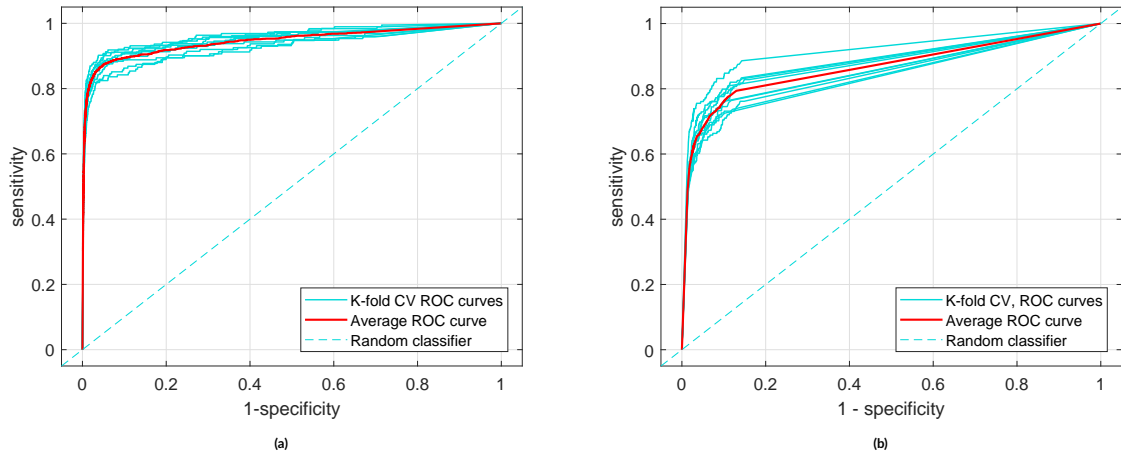 1
0.8
0.6
0.4
0.2
0
sensitivity
K-fold CV ROC curves
Average ROC curve
Random classifier
0 0.2 0.4 0.6 0.8 1
1-specificity
(a)
1
0.8
0.6
0.4
0.2
0
sensitivity
K-fold CV, ROC curves
Average ROC curve
Random classifier
0 0.2 0.4 0.6 0.8 1
1 - specificity
(b)